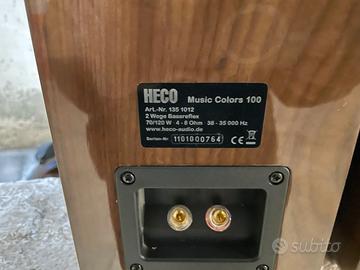 HECO Music Colors 100
Art.-Nr. 135 1012
2 Wege Bassreflex
70/120 W 4 - 8 Ohm 38 - 35 000 Hz
www.heco-audio.de
Serien-Nr 1101000764
subito